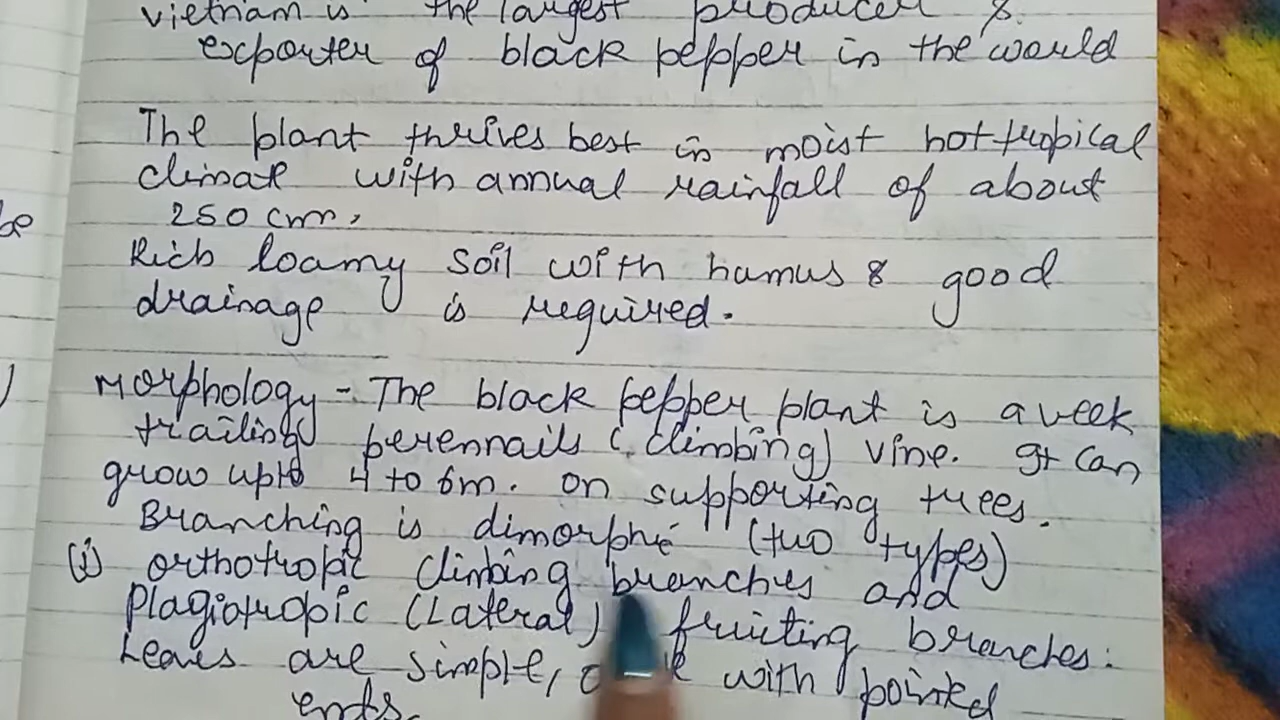 vietnam is the largest producer &
exporter of black pepper in the world
The plant thrives best in moist hot tropical
climate with annual rainfall of about
250 cm,
Rich loamy soil with humus & good
drainage is required.
Morphology - The black pepper plant is a week
trailing perennails (climbing) vine. It can
grow upto 4 to 6m. on supporting trees.
Branching is dimorphic (two types)
(i) orthotropic climbing branches and
plagiotropic (Lateral) fruiting branches.
Leaves are simple, with pointed
ends.